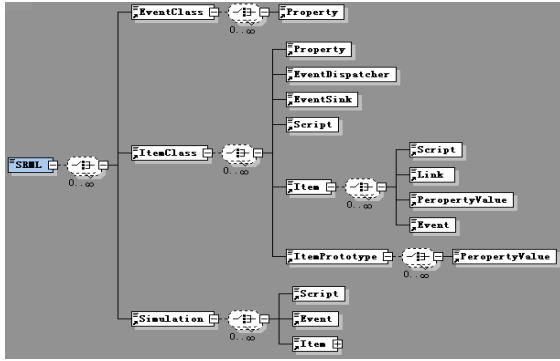 EventClass
0..∞
Property
Property
EventDispatcher
EventSink
Script
SRML
0..∞
ItemClass
0..∞
Item
0..∞
Script
Link
PeropertyValue
Event
ItemPrototype
0..∞
PeropertyValue
Simulation
0..∞
Script
Event
Item